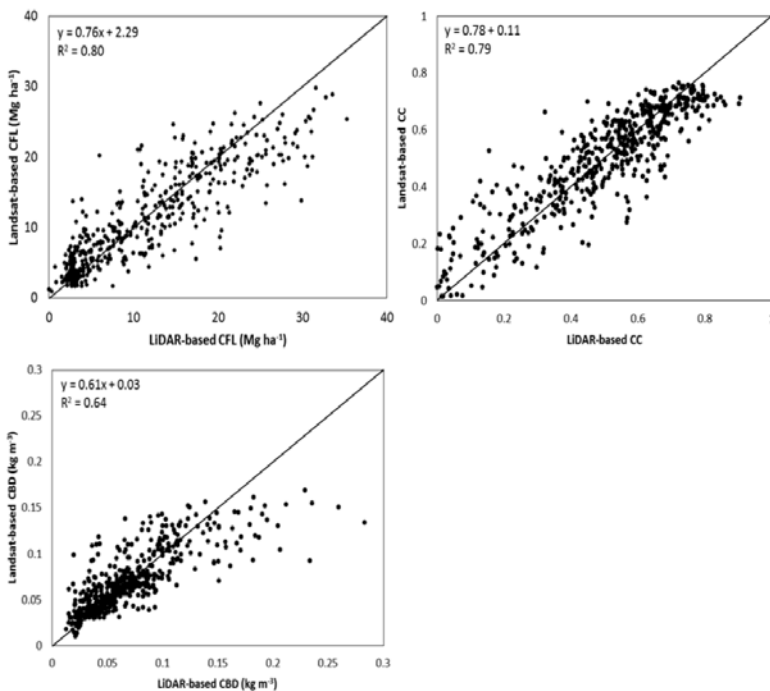 y = 0.76x + 2.29
R² = 0.80
Landsat-based CFL (Mg ha⁻¹)
40
30
20
10
0
0 10 20 30 40
LiDAR-based CFL (Mg ha⁻¹)
y = 0.78 + 0.11
R² = 0.79
Landsat-based CC
1
0.8
0.6
0.4
0.2
0
0 0.2 0.4 0.6 0.8 1
LiDAR-based CC
y = 0.61x + 0.03
R² = 0.64
Landsat-based CBD (kg m⁻³)
0.3
0.25
0.2
0.15
0.1
0.05
0
0 0.05 0.1 0.15 0.2 0.25 0.3
LiDAR-based CBD (kg m⁻³)